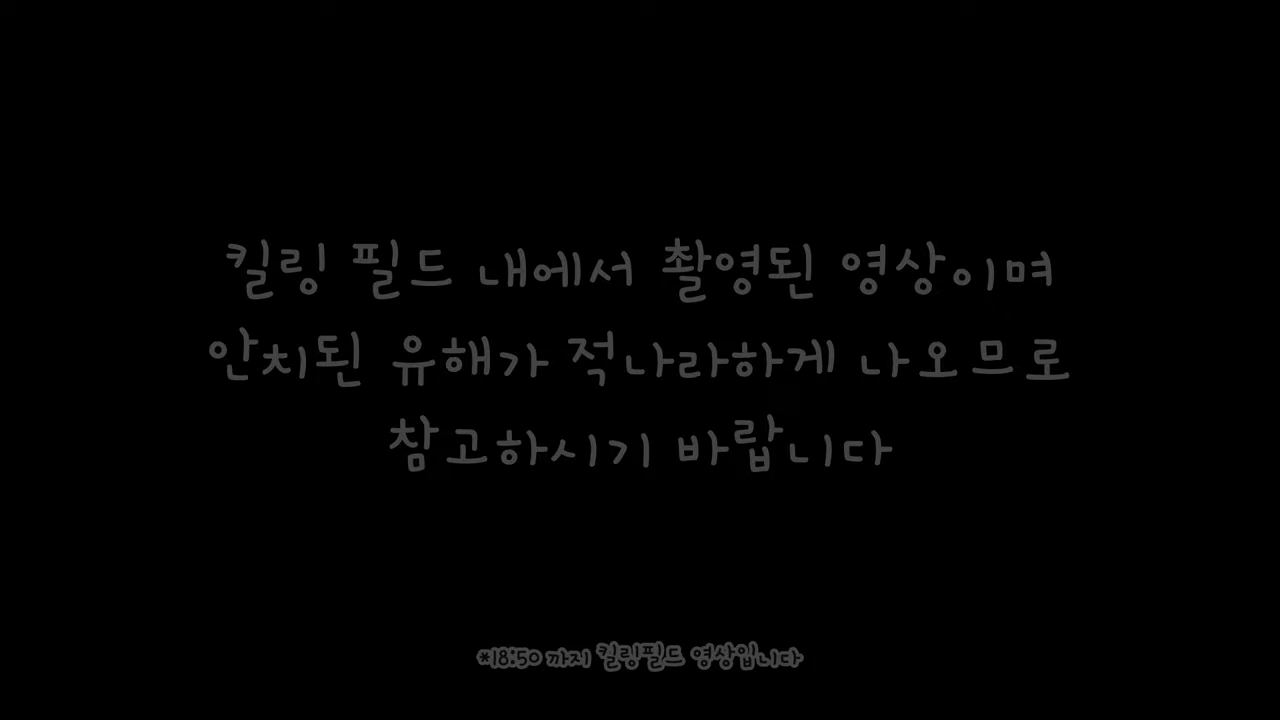 킬링 필드 내에서 촬영된 영상이며
안치된 유해가 적나라하게 나오므로
참고하시기 바랍니다
*18:50 까지 킬링필드 영상입니다